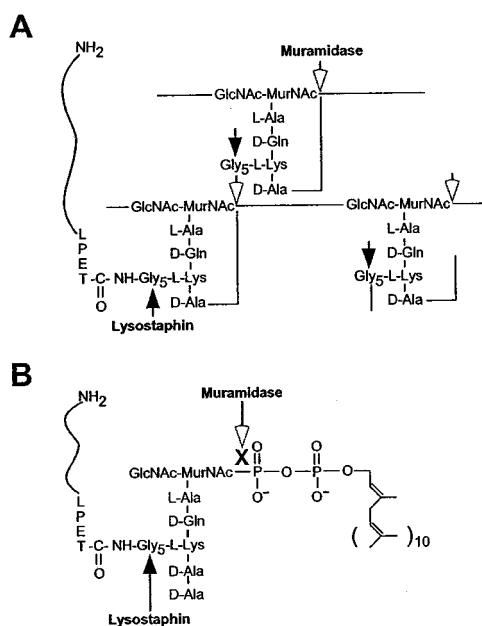 A
NH2
Muramidase
GlcNAc-MurNAc
L-Ala
D-Gln
Gly5-L-Lys
D-Ala
GlcNAc-MurNAc
GlcNAc-MurNAc
L-Ala
L-Ala
D-Gln
D-Gln
Gly5-L-Lys
LPET-C-NH-Gly5-L-Lys
O
D-Ala
D-Ala
Lysostaphin
B
NH2
Muramidase
X
O O
GlcNAc-MurNAc-P-O-P-O
O- O-
L-Ala
D-Gln
( )10
LPET-C-NH-Gly5-L-Lys
O
D-Ala
D-Ala
Lysostaphin